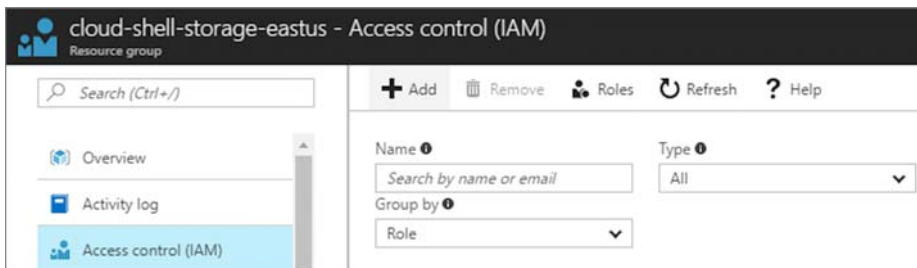 cloud-shell-storage-eastus - Access control (IAM)
Resource group
Search (Ctrl+/)
Add Remove Roles Refresh ? Help
Overview
Activity log
Access control (IAM)
Name Type
Search by name or email All
Group by
Role